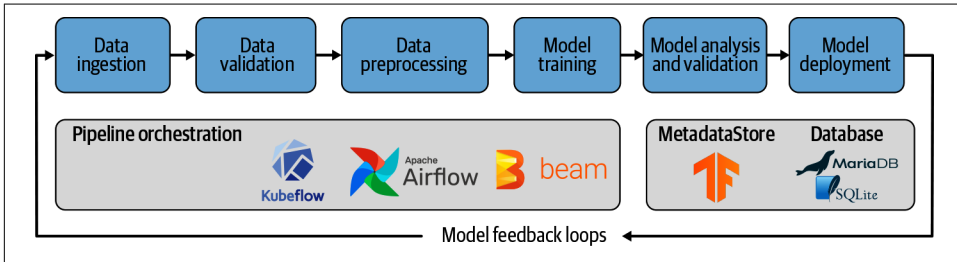 Data
ingestion
Data
validation
Data
preprocessing
Model
training
Model analysis
and validation
Model
deployment
Pipeline orchestration
Kubeflow
Apache
Airflow
beam
MetadataStore
Database
MariaDB
SQLite
Model feedback loops